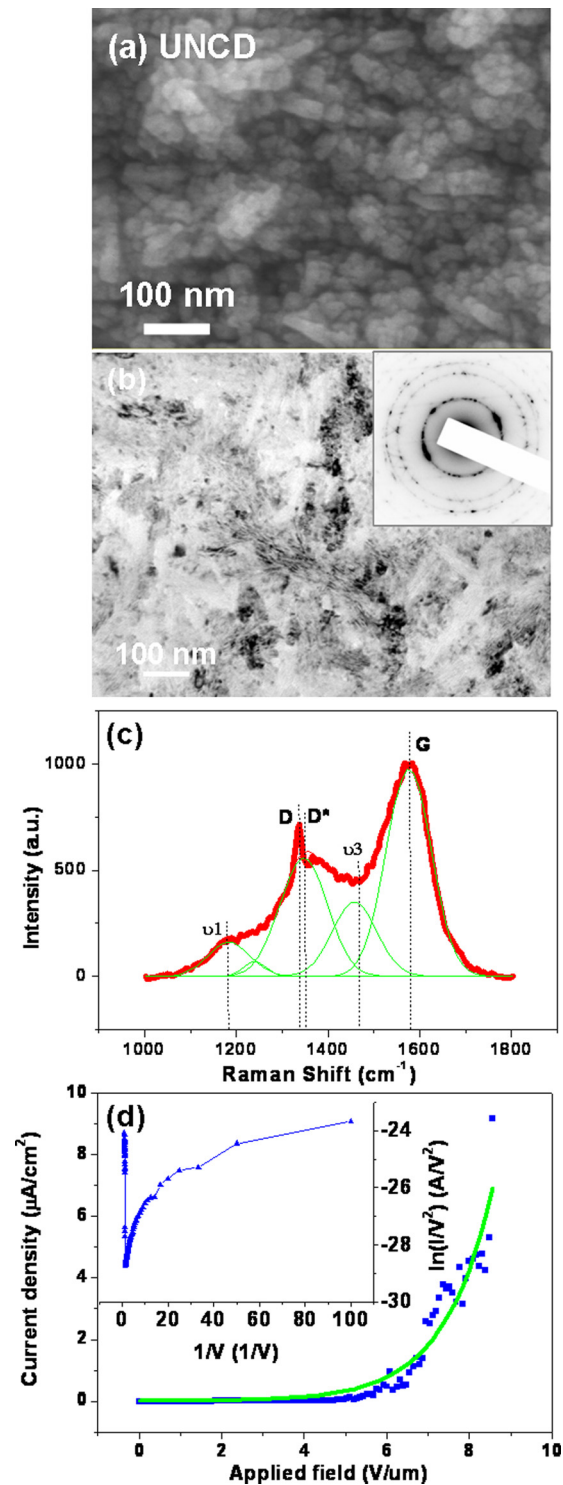 (a) UNCD
100 nm
(b)
100 nm
(c)
G
D
D*
υ3
υ1
1000
500
0
Intensity (a.u.)
1000
1200
1400
1600
1800
Raman Shift (cm⁻¹)
(d)
10
8
6
4
2
0
Current density (μA/cm²)
-24
-26
-28
-30
ln(I/V²) (A/V²)
0
20
40
60
80
100
1/V (1/V)
0
2
4
6
8
10
Applied field (V/um)